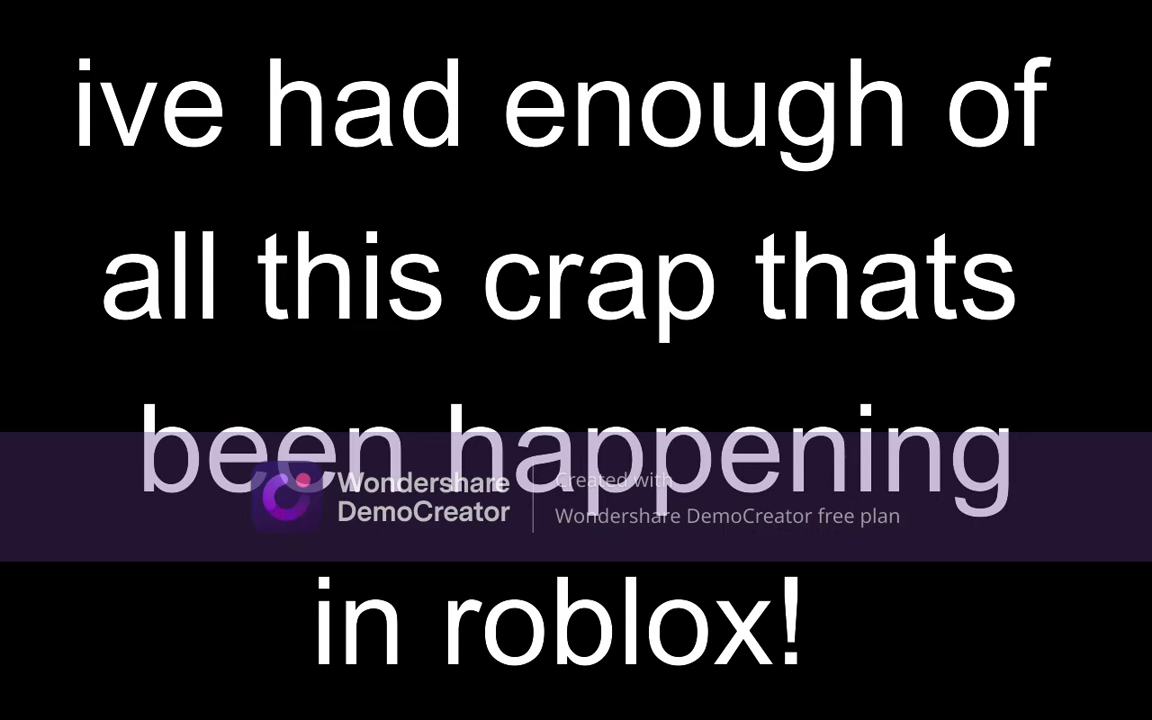 ive had enough of
all this crap thats
been happening
Wondershare
DemoCreator
Created with
Wondershare DemoCreator free plan
in roblox!